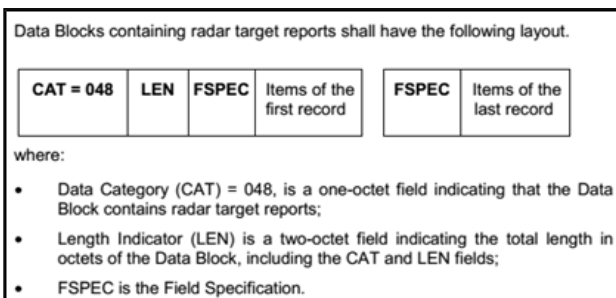 Data Blocks containing radar target reports shall have the following layout.
CAT = 048 LEN FSPEC Items of the first record FSPEC Items of the last record
where:
• Data Category (CAT) = 048, is a one-octet field indicating that the Data
Block contains radar target reports;
• Length Indicator (LEN) is a two-octet field indicating the total length in
octets of the Data Block, including the CAT and LEN fields;
• FSPEC is the Field Specification.